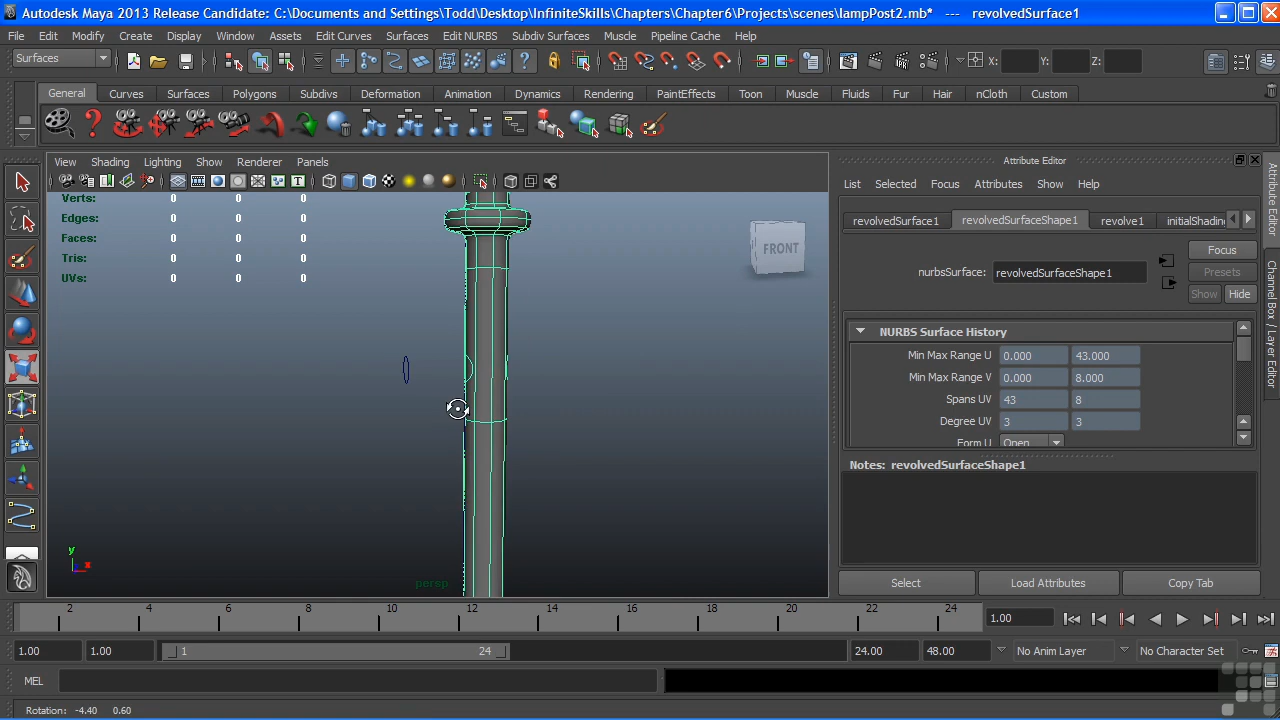 Autodesk Maya 2013 Release Candidate: C:\Documents and Settings\Todd\Desktop\InfiniteSkills\Chapters\Chapter6\Projects\scenes\lampPost2.mb* --- revolvedSurface1
File Edit Modify Create Display Window Assets Edit Curves Surfaces Edit NURBS Subdiv Surfaces Muscle Pipeline Cache Help
Surfaces X: Y: Z:
General Curves Surfaces Polygons Subdivs Deformation Animation Dynamics Rendering PaintEffects Toon Muscle Fluids Fur Hair nCloth Custom
View Shading Lighting Show Renderer Panels
Attribute Editor
List Selected Focus Attributes Show Help
Verts: 0 0 0
Edges: 0 0 0
Faces: 0 0 0
Tris: 0 0 0
UVs: 0 0 0
FRONT
revolvedSurface1 revolvedSurfaceShape1 revolve1 initialShading
Focus
nurbsSurface: revolvedSurfaceShape1
Presets
Show Hide
NURBS Surface History
Min Max Range U 0.000 43.000
Min Max Range V 0.000 8.000
Spans UV 43 8
Degree UV 3 3
Form U Open
Notes: revolvedSurfaceShape1
Attribute Editor
Channel Box / Layer Editor
y
x
persp
Select Load Attributes Copy Tab
2 4 6 8 10 12 14 16 18 20 22 24
1.00
1.00 1.00 1 24 24.00 48.00 No Anim Layer No Character Set
MEL
Rotation: -4.40 0.60